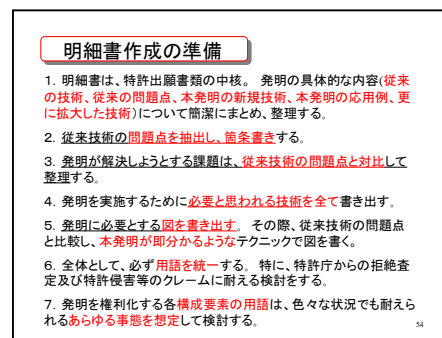 明細書作成の準備
1．明細書は、特許出願書類の中核。 発明の具体的な内容(従来
の技術、従来の問題点、本発明の新規技術、本発明の応用例、更
に拡大した技術)について簡潔にまとめ、整理する。
2．従来技術の問題点を抽出し、箇条書きする。
3．発明が解決しようとする課題は、従来技術の問題点と対比して
整理する。
4．発明を実施するために必要と思われる技術を全て書き出す。
5．発明に必要とする図を書き出す。 その際、従来技術の問題点
と比較し、本発明が即分かるようなテクニックで図を書く。
6．全体として、必ず用語を統一する。 特に、特許庁からの拒絶査
定及び特許侵害等のクレームに耐える検討をする。
7．発明を権利化する各構成要素の用語は、色々な状況でも耐えら
れるあらゆる事態を想定して検討する。
54